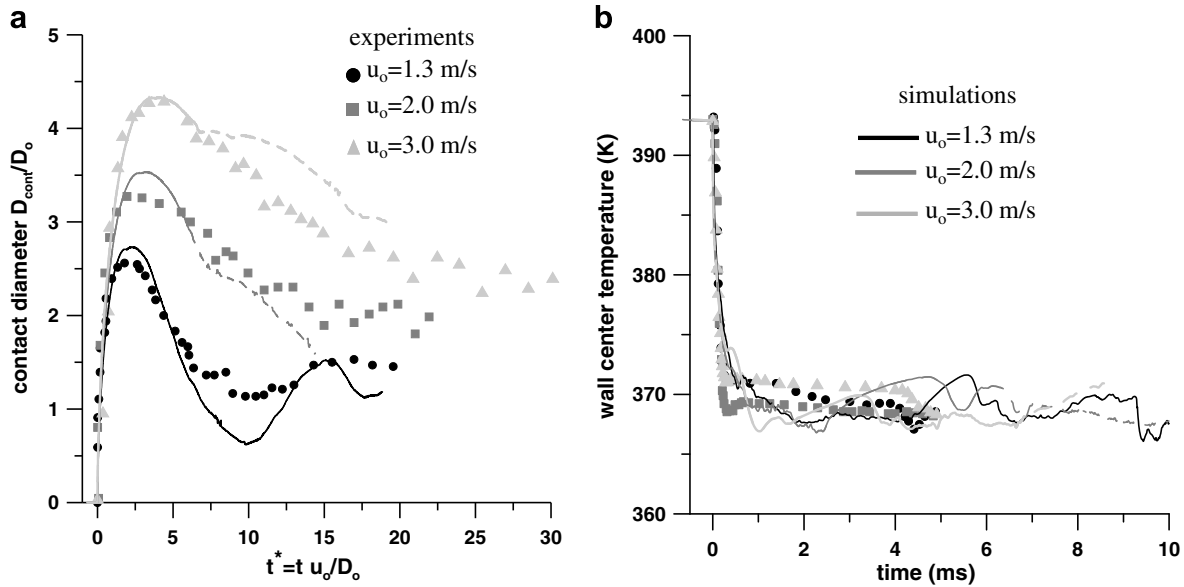 a
5
4
3
2
1
0
contact diameter D_cont/D_o
experiments
u_o=1.3 m/s
u_o=2.0 m/s
u_o=3.0 m/s
0 5 10 15 20 25 30
t*=t u_o/D_o
b
400
390
380
370
360
wall center temperature (K)
simulations
u_o=1.3 m/s
u_o=2.0 m/s
u_o=3.0 m/s
0 2 4 6 8 10
time (ms)